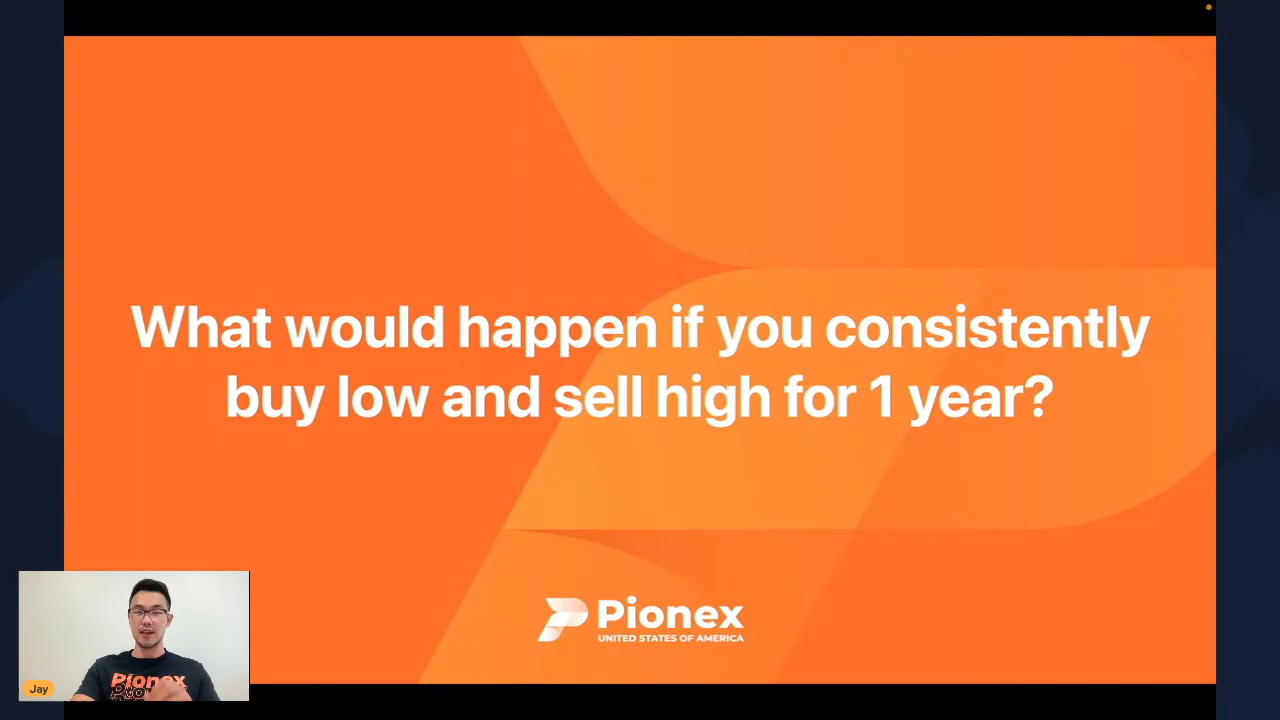 What would happen if you consistently
buy low and sell high for 1 year?
Pionex
UNITED STATES OF AMERICA
Pionex
Jay